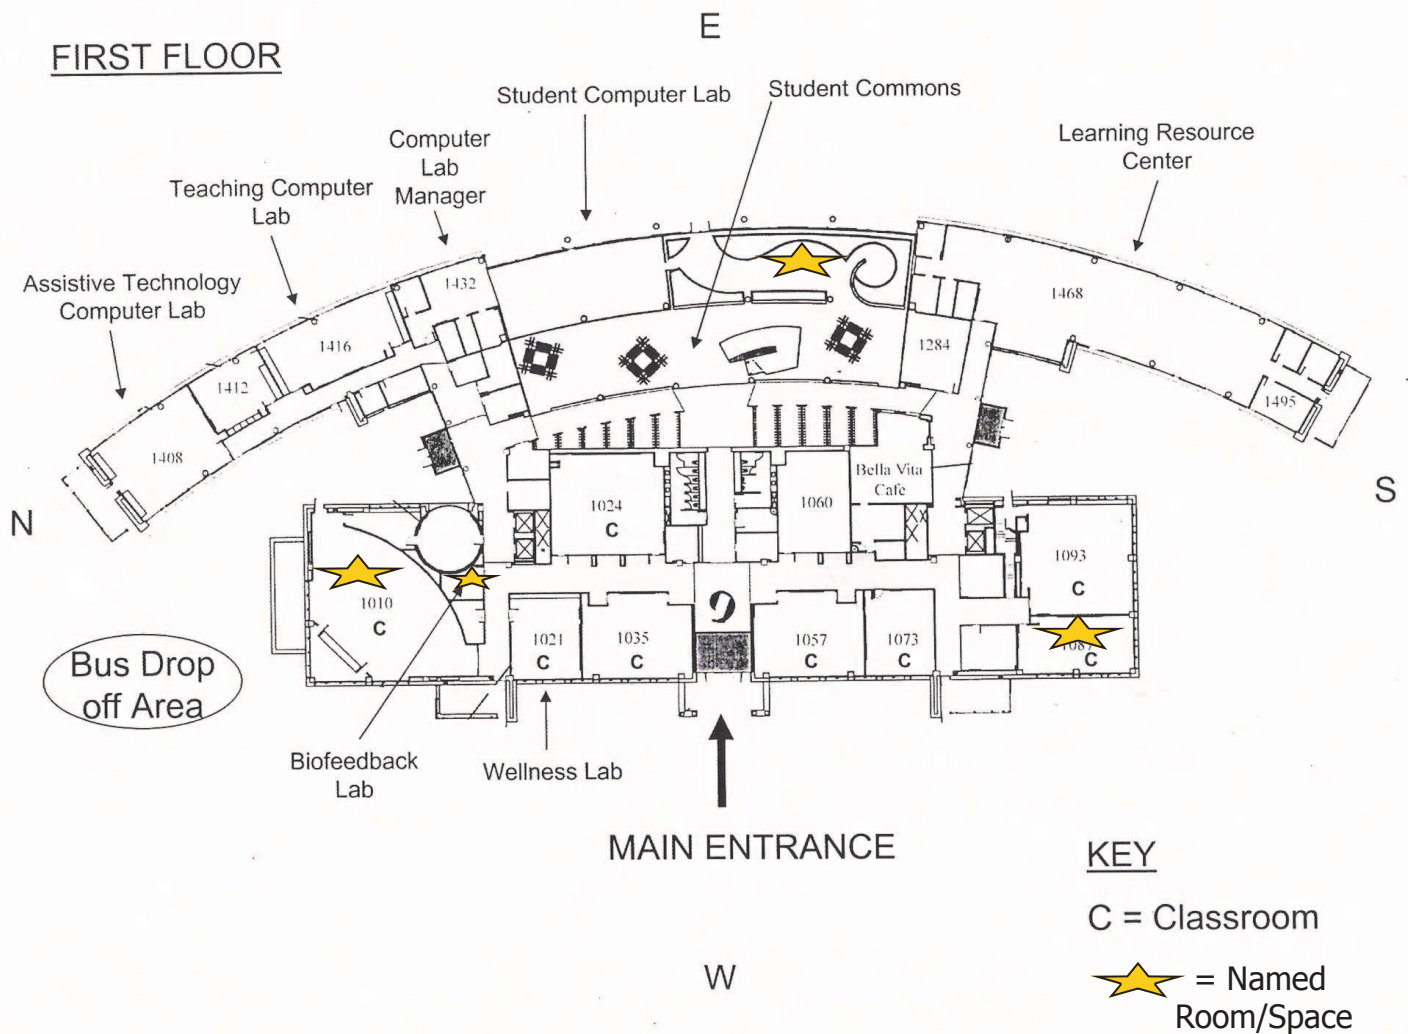 E
FIRST FLOOR
Student Computer Lab
Student Commons
Computer
Lab
Manager
Learning Resource
Center
Teaching Computer
Lab
Assistive Technology
Computer Lab
1432
1468
1416
1284
1412
1495
1408
Bella Vita
Cafe
N
S
1024
C
1060
1093
C
1010
C
1021
C
1035
C
1057
C
1073
C
1087
C
Bus Drop
off Area
Biofeedback
Lab
Wellness Lab
MAIN ENTRANCE
KEY
C = Classroom
= Named
Room/Space
W